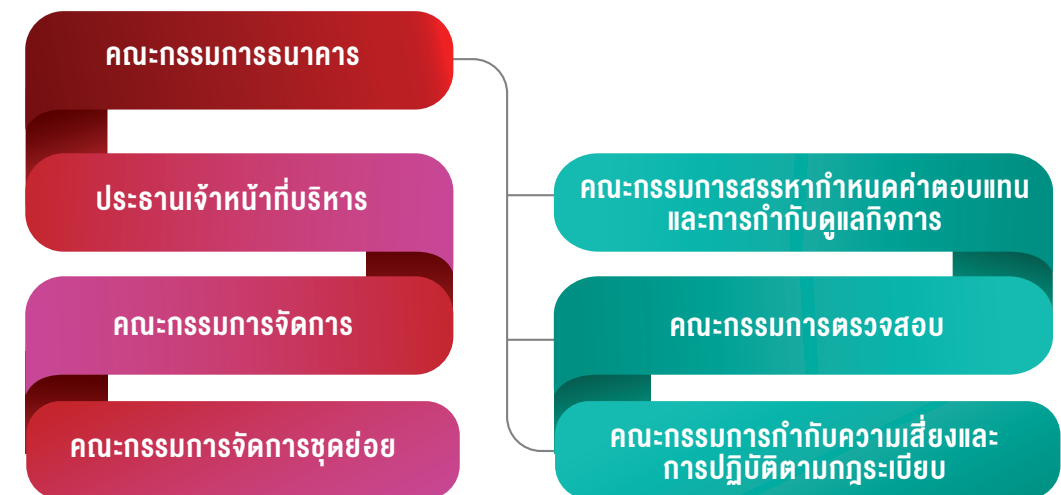 คณะกรรมการธนาคาร
ประธานเจ้าหน้าที่บริหาร
คณะกรรมการจัดการ
คณะกรรมการจัดการชุดย่อย
คณะกรรมการสรรหากำหนดค่าตอบแทน
และการกำกับดูแลกิจการ
คณะกรรมการตรวจสอบ
คณะกรรมการกำกับความเสี่ยงและ
การปฏิบัติตามกฎระเบียบ